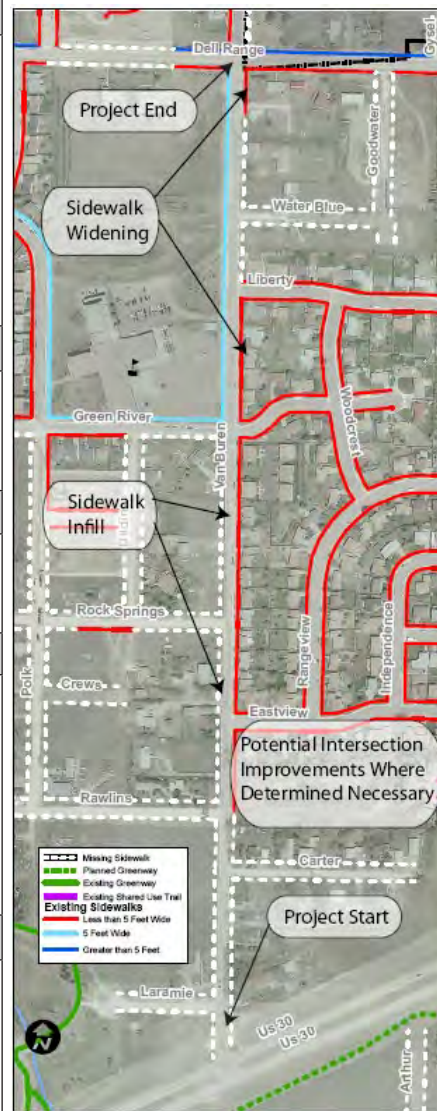 Dell Range
Gysel
Project End
Goodwater
Sidewalk
Widening
Water Blue
Liberty
Woodcrest
Green River
Van Buren
Sidewalk
Infill
Rock Springs
Rangeview
Independence
Crews
Eastview
Potential Intersection
Improvements Where
Determined Necessary
Rawlins
Carter
Missing Sidewalk
Planned Greenway
Existing Greenway
Existing Shared Use Trail
Existing Sidewalks
Less than 5 Feet Wide
5 Feet Wide
Greater than 5 Feet
Project Start
Laramie
N
US 30
US 30
Arthur